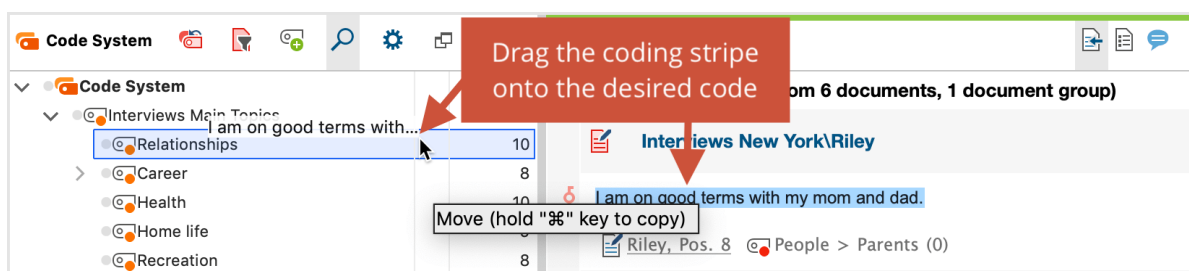 Code System
Drag the coding stripe
onto the desired code
om 6 documents, 1 document group)
Code System
Interviews Main Topics
I am on good terms with...
Relationships 10
Interviews New York\Riley
Career 8
Health 10
I am on good terms with my mom and dad.
Move (hold "⌘" key to copy)
Home life
Riley, Pos. 8 People > Parents (0)
Recreation 8